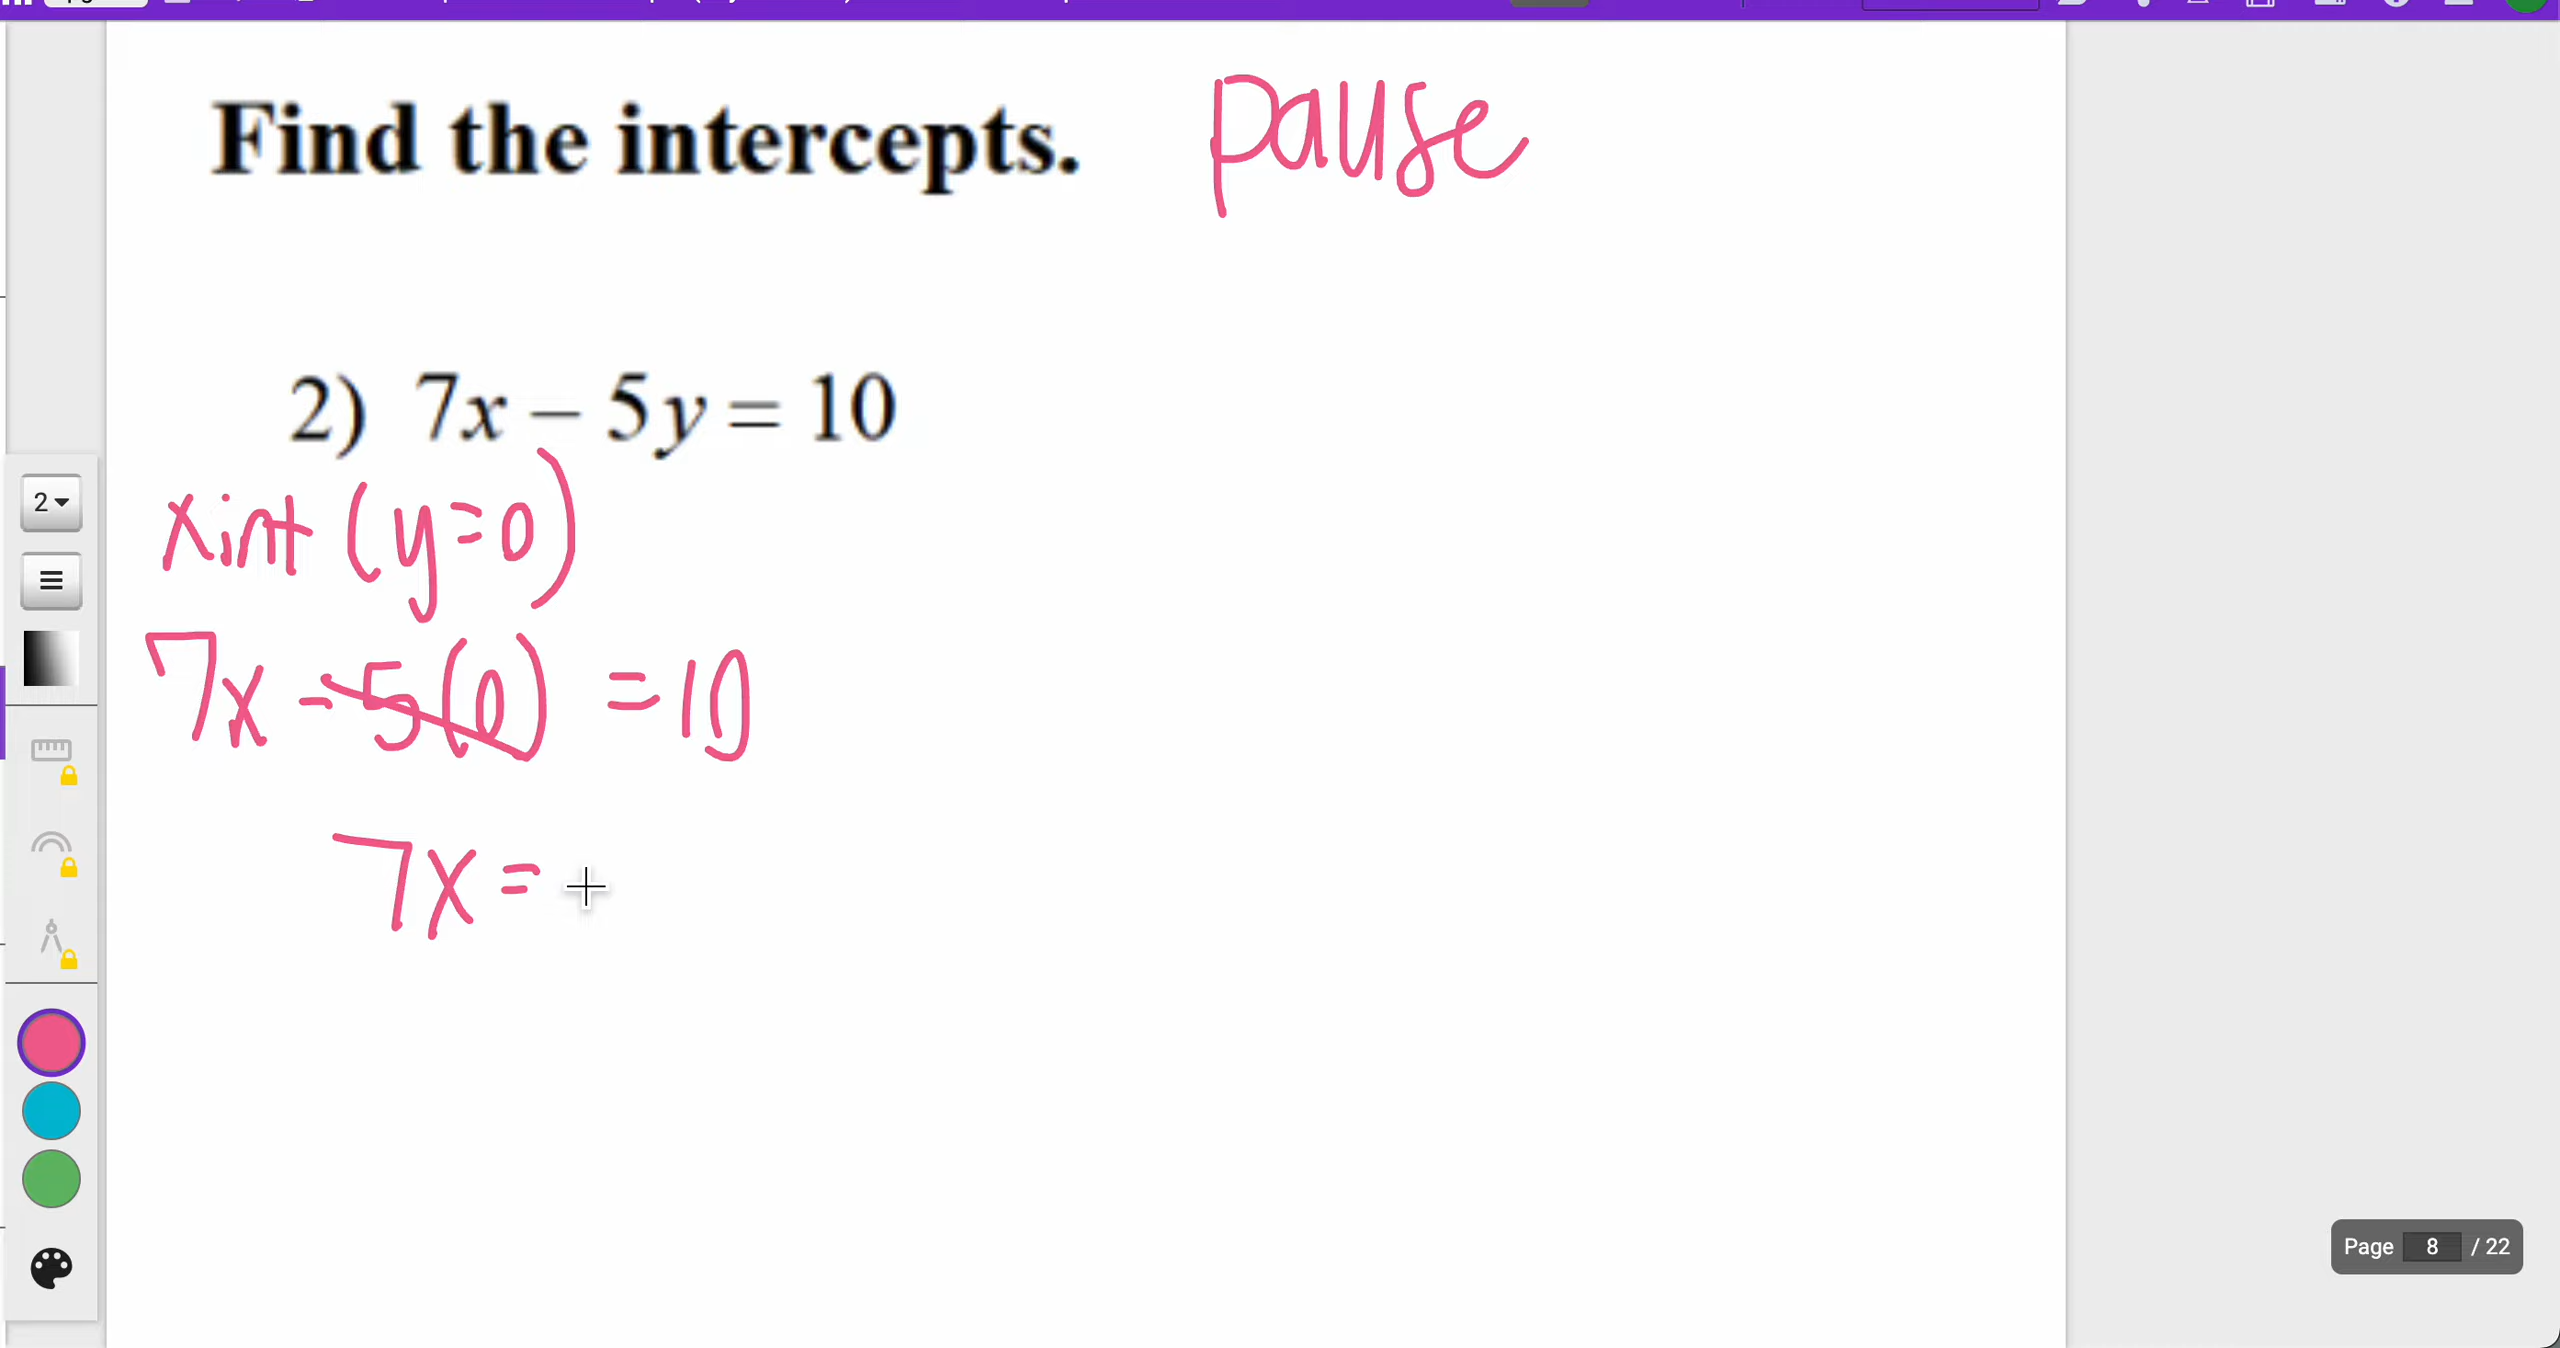 Find the intercepts. pause
2) 7x – 5y = 10
xint (y=0)
7x - 5(0) = 10
7x =
2
Page 8 / 22